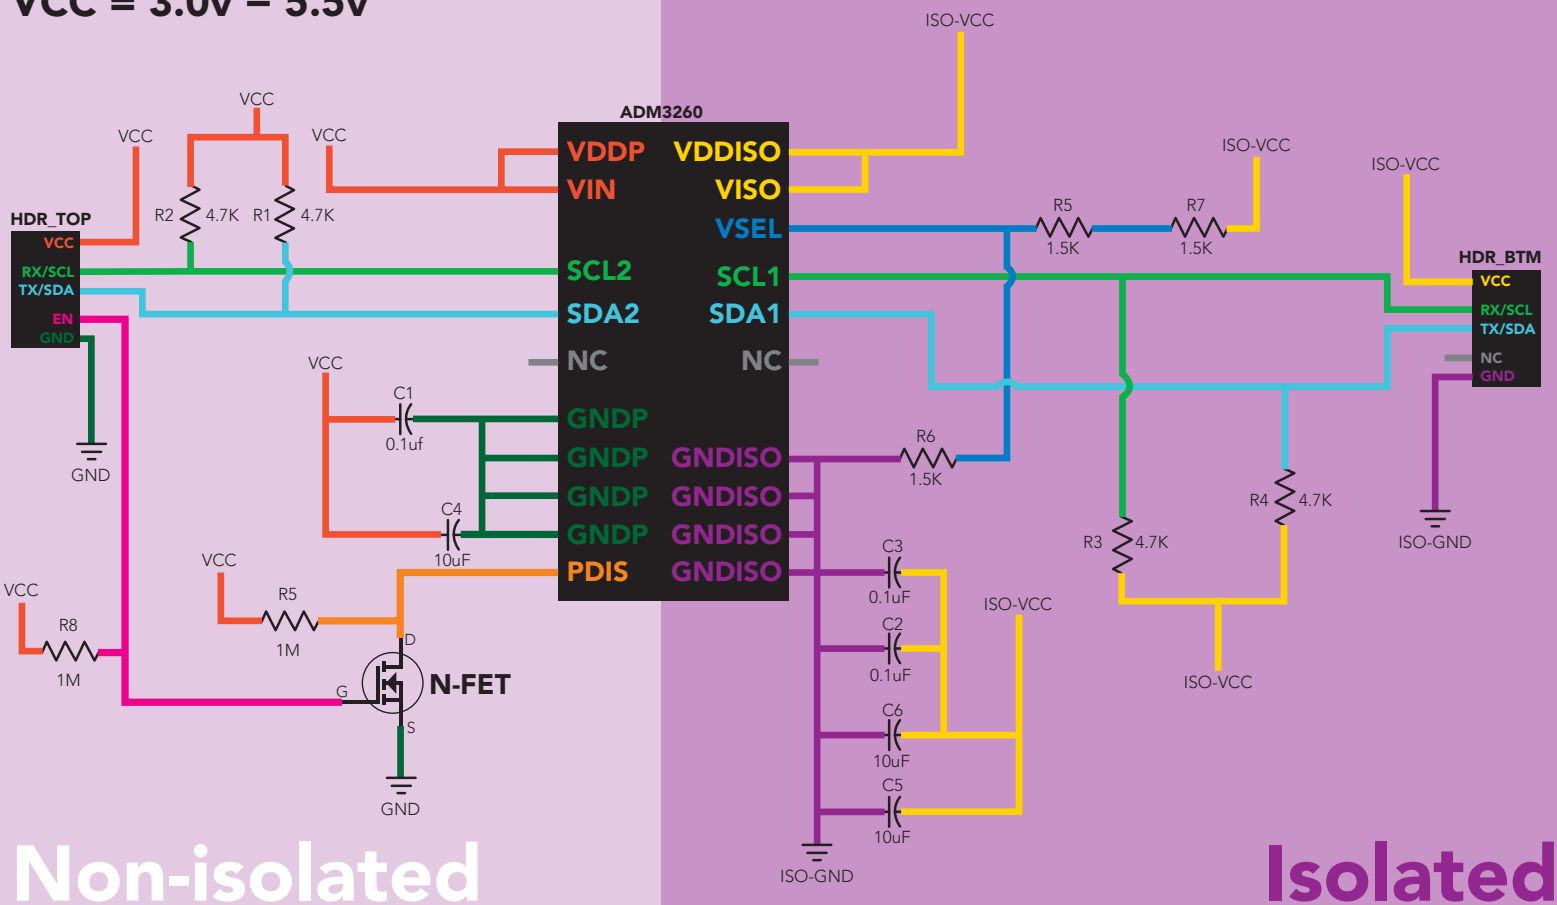 VCC = 3.0v – 5.5v
ISO-VCC
VCC
ADM3260
VCC
VCC
VDDP
VDDISO
ISO-VCC
ISO-VCC
VIN
VISO
R2
4.7K
R1
4.7K
R5
R7
HDR_TOP
VSEL
1.5K
1.5K
VCC
HDR_BTM
RX/SCL
SCL2
SCL1
VCC
TX/SDA
SDA2
SDA1
RX/SCL
EN
TX/SDA
GND
NC
NC
NC
VCC
GND
C1
0.1uf
GNDP
R6
GNDP
GNDISO
1.5K
GND
GNDP
GNDISO
R4
4.7K
C4
GNDP
GNDISO
R3
4.7K
ISO-GND
10uF
PDIS
GNDISO
C3
0.1uF
VCC
VCC
R5
1M
ISO-VCC
R8
1M
D
C2
0.1uF
G
N-FET
ISO-VCC
S
C6
10uF
GND
C5
10uF
ISO-GND
Non-isolated
Isolated